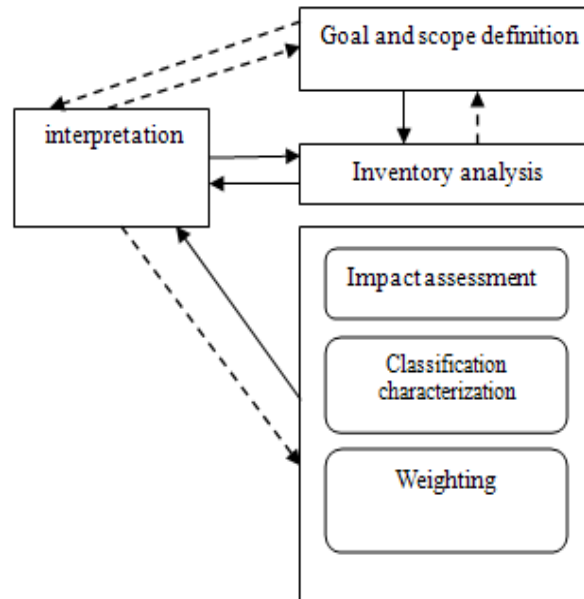 Goal and scope definition
interpretation
Inventory analysis
Impact assessment
Classification
characterization
Weighting